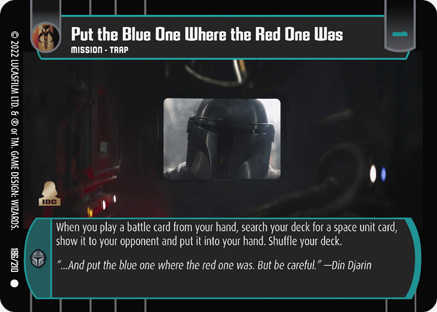 Put the Blue One Where the Red One Was
MISSION - TRAP
IDC
When you play a battle card from your hand, search your deck for a space unit card,
show it to your opponent and put it into your hand. Shuffle your deck.
“...And put the blue one where the red one was. But be careful.” —Din Djarin
© 2022 LUCASFILM LTD. & ® or TM. GAME DESIGN: WIZARDS.